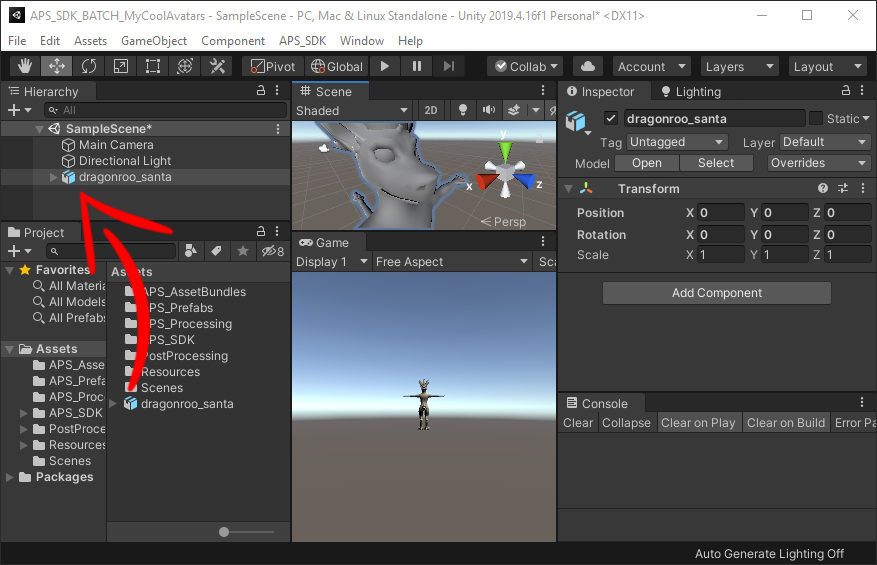 APS_SDK_BATCH_MyCoolAvatars - SampleScene - PC, Mac & Linux Standalone - Unity 2019.4.16f1 Personal* <DX11>
File Edit Assets GameObject Component APS_SDK Window Help
Pivot Global Collab Account Layers Layout
Hierarchy
All
SampleScene*
Main Camera
Directional Light
dragonroo_santa
Project
8
Favorites
All Materia
All Models
All Prefabs
Assets
APS_Asse
APS_Prefa
APS_Proc
APS_SDK
PostProce
Resources
Scenes
Packages
Assets
APS_AssetBundles
APS_Prefabs
APS_Processing
APS_SDK
PostProcessing
Resources
Scenes
dragonroo_santa
Scene
Shaded 2D
y
x
z
Persp
Game
Display 1 Free Aspect Sca
Inspector Lighting
dragonroo_santa Static
Tag Untagged Layer Default
Model Open Select Overrides
Transform
Position X 0 Y 0 Z 0
Rotation X 0 Y 0 Z 0
Scale X 1 Y 1 Z 1
Add Component
Console
Clear Collapse Clear on Play Clear on Build Error Pa
Auto Generate Lighting Off